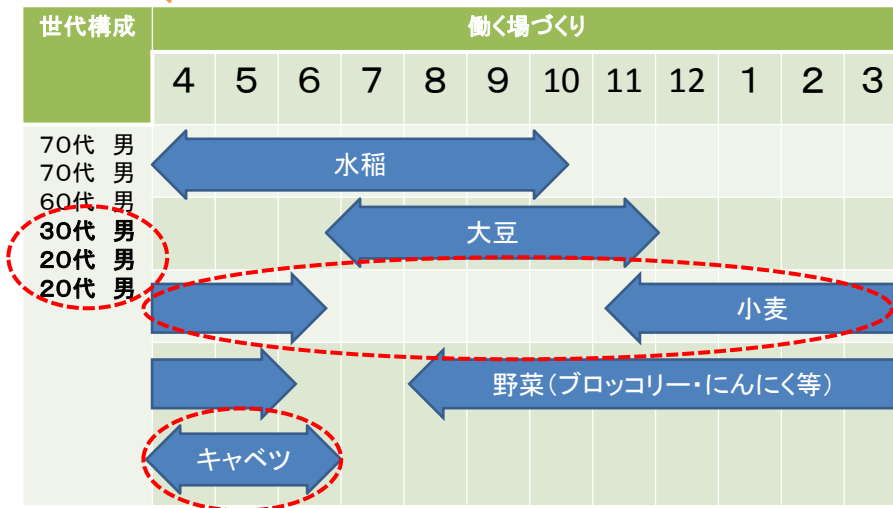 世代構成
働く場づくり
4 5 6 7 8 9 10 11 12 1 2 3
70代 男
70代 男
60代 男
30代 男
20代 男
20代 男
水稲
大豆
小麦
野菜(ブロッコリー・にんにく等)
キャベツ